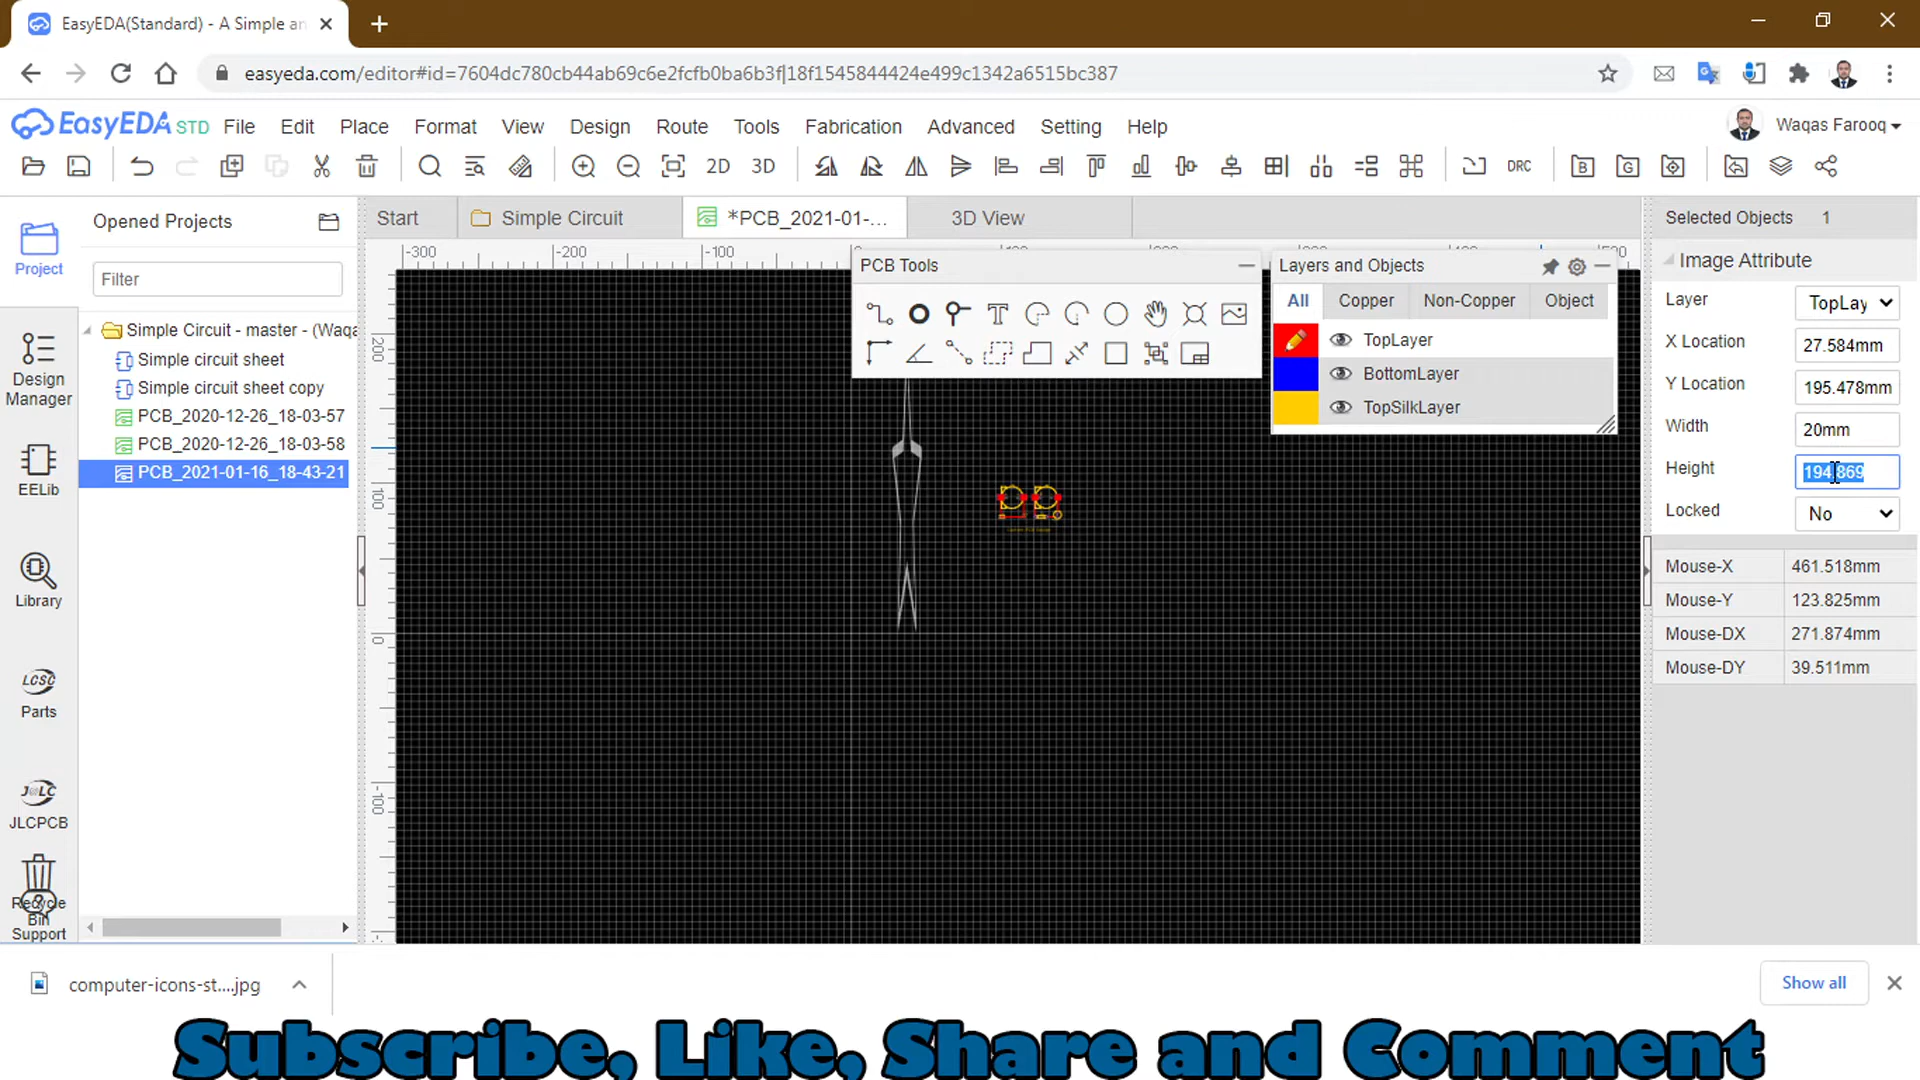 EasyEDA(Standard) - A Simple an
easyeda.com/editor#id=7604dc780cb44ab69c6e2fcfb0ba6b3f|18f1545844424e499c1342a6515bc387
EasyEDA STD File Edit Place Format View Design Route Tools Fabrication Advanced Setting Help Waqas Farooq
2D 3D DRC B G
Opened Projects
Start Simple Circuit *PCB_2021-01-... 3D View
Selected Objects 1
Project
Filter
Simple Circuit - master - (Waqa
Simple circuit sheet
Simple circuit sheet copy
PCB_2020-12-26_18-03-57
PCB_2020-12-26_18-03-58
PCB_2021-01-16_18-43-21
Design
Manager
EELib
Library
LCSC
Parts
JLCPCB
Recycle
Bin
Support
-300 -200 -100
200
100
0
-100
PCB Tools
Layers and Objects
All Copper Non-Copper Object
TopLayer
BottomLayer
TopSilkLayer
Image Attribute
Layer TopLay
X Location 27.584mm
Y Location 195.478mm
Width 20mm
Height 194.869
Locked No
Mouse-X 461.518mm
Mouse-Y 123.825mm
Mouse-DX 271.874mm
Mouse-DY 39.511mm
computer-icons-st....jpg
Show all
Subscribe, Like, Share and Comment